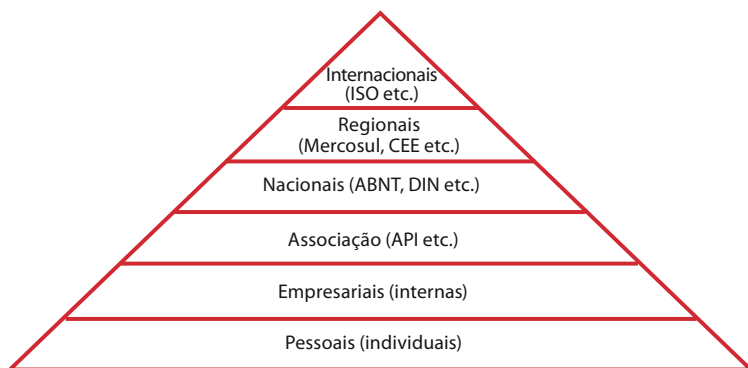 Internacionais
(ISO etc.)
Regionais
(Mercosul, CEE etc.)
Nacionais (ABNT, DIN etc.)
Associação (API etc.)
Empresariais (internas)
Pessoais (individuais)